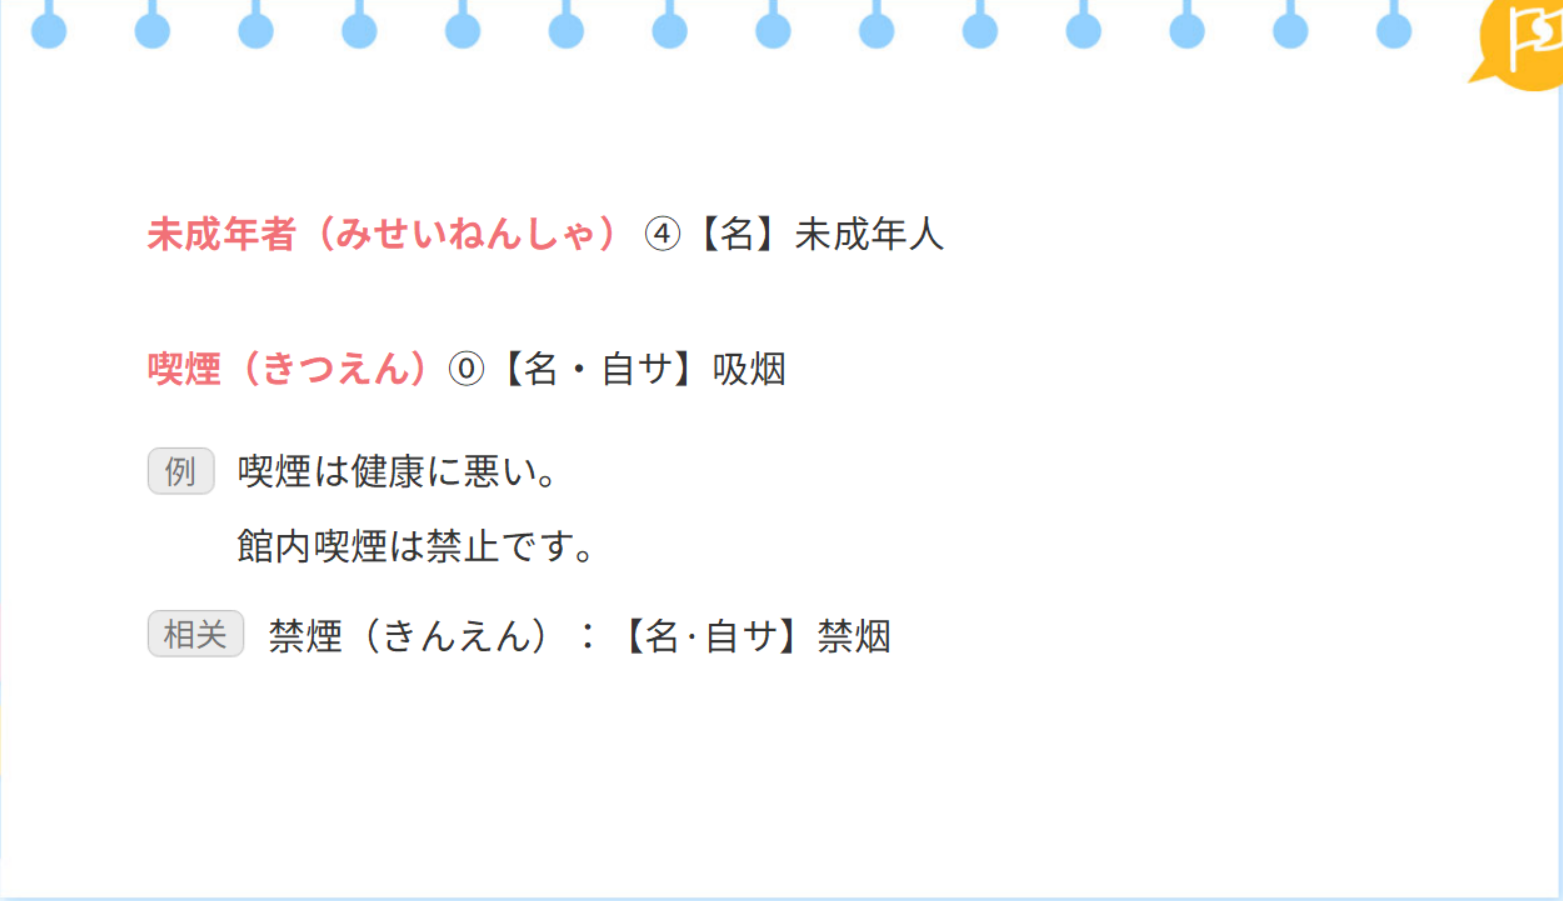 未成年者（みせいねんしゃ） ④【名】未成年人
喫煙（きつえん）⓪【名・自サ】吸烟
例 喫煙は健康に悪い。
館内喫煙は禁止です。
相关 禁煙（きんえん）：【名·自サ】禁烟